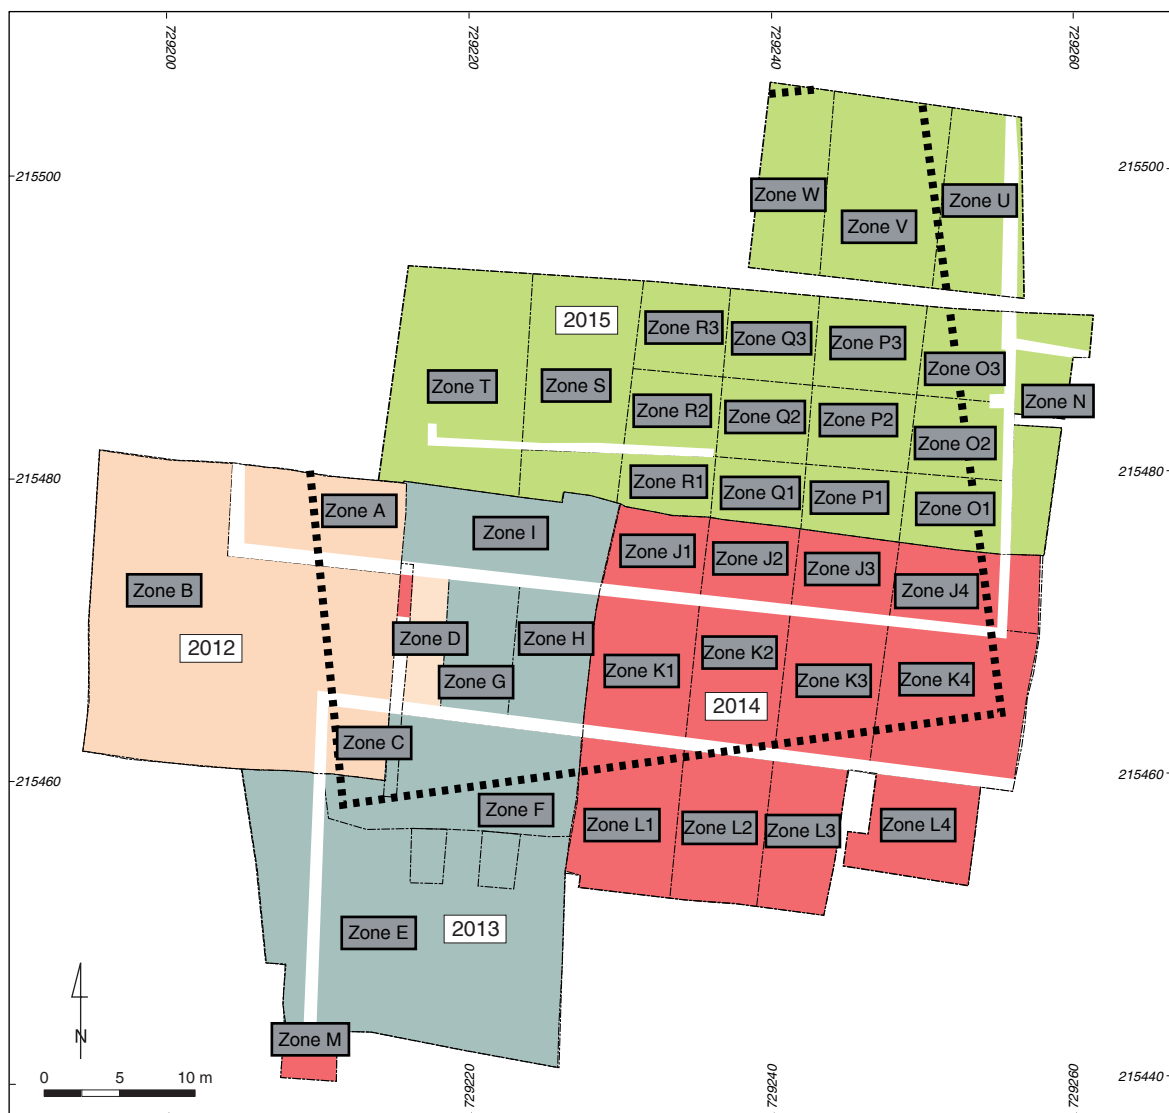 729200
729220
729240
729260
215500
215500
Zone W
Zone U
Zone V
2015
Zone R3
Zone Q3
Zone P3
Zone O3
Zone T
Zone S
Zone N
Zone R2
Zone Q2
Zone P2
Zone O2
215480
215480
Zone R1
Zone Q1
Zone P1
Zone O1
Zone A
Zone I
Zone J1
Zone J2
Zone J3
Zone J4
Zone B
2012
Zone D
Zone H
Zone K1
Zone K2
Zone G
Zone K3
Zone K4
2014
Zone C
215460
215460
Zone F
Zone L1
Zone L2
Zone L3
Zone L4
Zone E
2013
N
Zone M
0 5 10 m
729220
729240
729260
215440